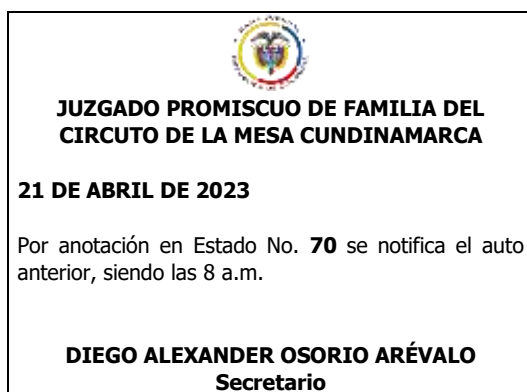 JUZGADO PROMISCUO DE FAMILIA DEL
CIRCUTO DE LA MESA CUNDINAMARCA
21 DE ABRIL DE 2023
Por anotación en Estado No. 70 se notifica el auto
anterior, siendo las 8 a.m.
DIEGO ALEXANDER OSORIO ARÉVALO
Secretario